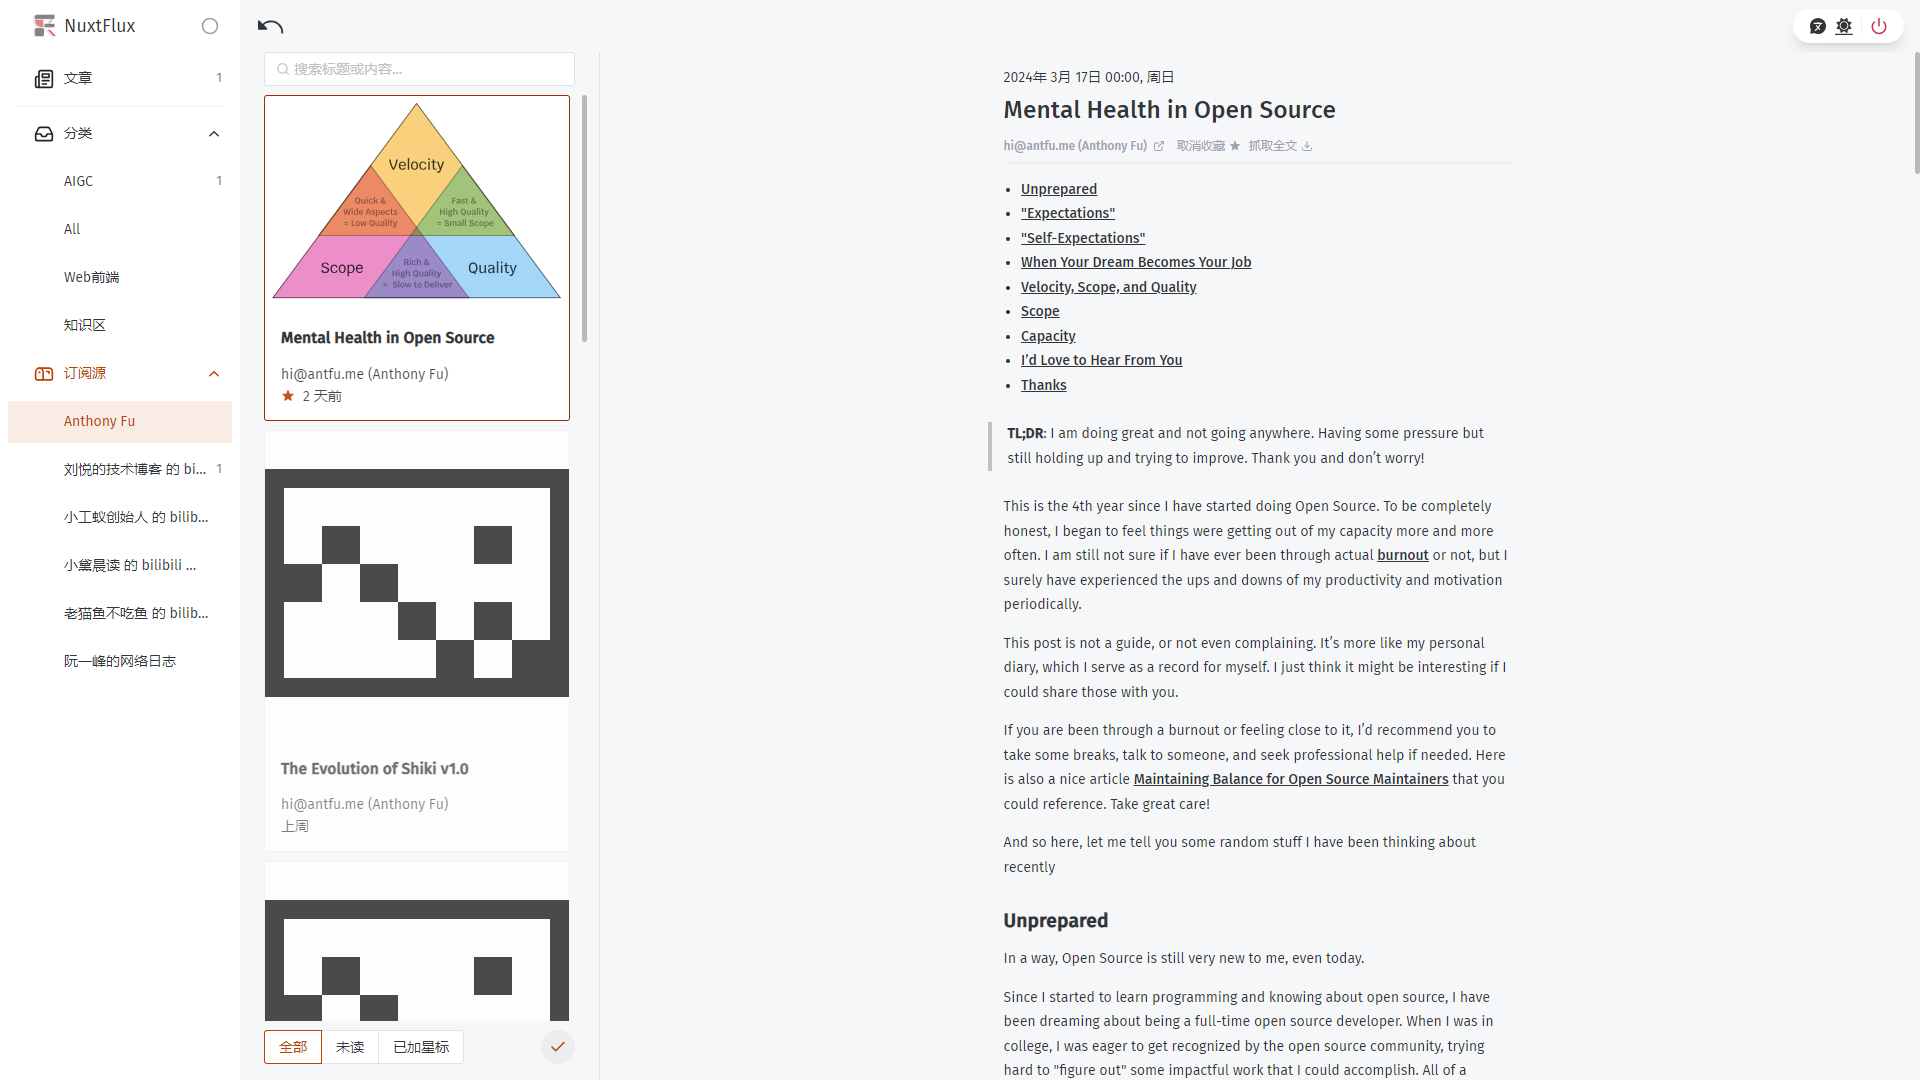 NuxtFlux
文章 1
分类
AIGC 1
All
Web前端
知识区
订阅源
Anthony Fu
刘悦的技术博客 的 bi... 1
小工蚁创始人 的 bilib...
小黛晨读 的 bilibili ...
老猫鱼不吃鱼 的 bilib...
阮一峰的网络日志
搜索标题或内容...
Velocity
Quick &
Wide Aspects
= Low Quality
Fast &
High Quality
= Small Scope
Scope
Rich &
High Quality
= Slow to Deliver
Quality
Mental Health in Open Source
hi@antfu.me (Anthony Fu)
2 天前
The Evolution of Shiki v1.0
hi@antfu.me (Anthony Fu)
上周
全部 未读 已加星标
2024年 3月 17日 00:00, 周日
Mental Health in Open Source
hi@antfu.me (Anthony Fu) 取消收藏 抓取全文
• Unprepared
• "Expectations"
• "Self-Expectations"
• When Your Dream Becomes Your Job
• Velocity, Scope, and Quality
• Scope
• Capacity
• I’d Love to Hear From You
• Thanks
TL;DR: I am doing great and not going anywhere. Having some pressure but
still holding up and trying to improve. Thank you and don’t worry!
This is the 4th year since I have started doing Open Source. To be completely
honest, I began to feel things were getting out of my capacity more and more
often. I am still not sure if I have ever been through actual burnout or not, but I
surely have experienced the ups and downs of my productivity and motivation
periodically.
This post is not a guide, or not even complaining. It’s more like my personal
diary, which I serve as a record for myself. I just think it might be interesting if I
could share those with you.
If you are been through a burnout or feeling close to it, I’d recommend you to
take some breaks, talk to someone, and seek professional help if needed. Here
is also a nice article Maintaining Balance for Open Source Maintainers that you
could reference. Take great care!
And so here, let me tell you some random stuff I have been thinking about
recently
Unprepared
In a way, Open Source is still very new to me, even today.
Since I started to learn programming and knowing about open source, I have
been dreaming about being a full-time open source developer. When I was in
college, I was eager to get recognized by the open source community, trying
hard to "figure out" some impactful work that I could accomplish. All of a